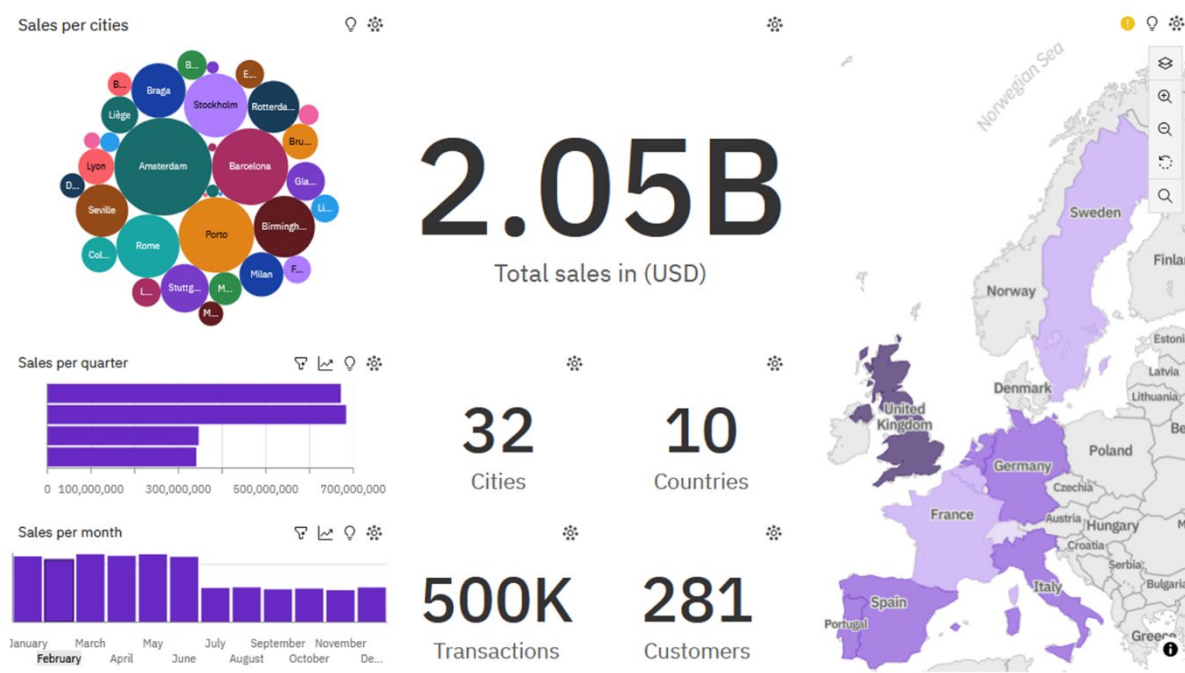 Sales per cities
B...
E...
B...
Braga
Stockholm
Rotterda...
Liège
Bru...
Lyon
Amsterdam
Barcelona
D...
Gla...
Seville
Li...
Porto
Birmingh...
Rome
Col...
F...
Milan
Stuttg...
L...
M...
M...
2.05B
Total sales in (USD)
Sales per quarter
0 100,000,000 300,000,000 500,000,000 700,000,000
32
Cities
10
Countries
Sales per month
January March May July September November
February April June August October De...
500K
Transactions
281
Customers
Norwegian Sea
Sweden
Finlan
Norway
Estoni
Latvia
Denmark
Lithuania
United
Kingdom
Be
Poland
Germany
Czechia
France
Austria
Hungary
M
Croatia
Serbia
Italy
Bulgaria
Spain
Portugal
Greece